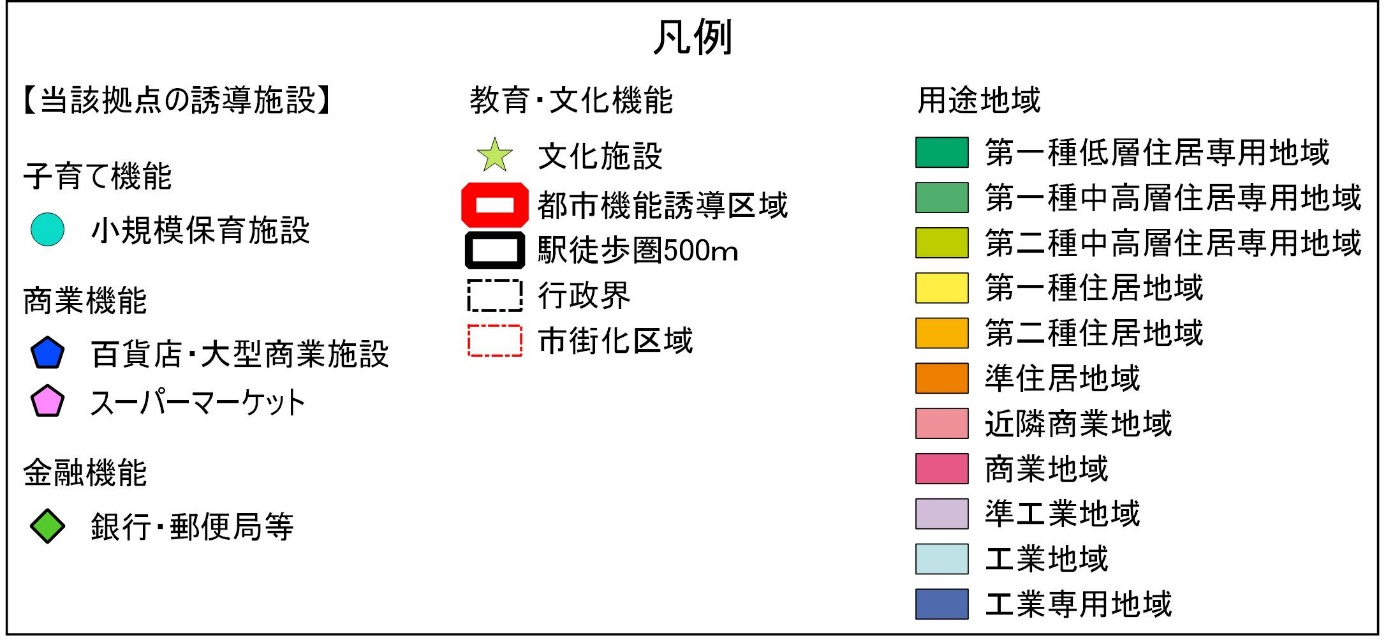 凡例
【当該拠点の誘導施設】
子育て機能
小規模保育施設
商業機能
百貨店・大型商業施設
スーパーマーケット
金融機能
銀行・郵便局等
教育・文化機能
文化施設
都市機能誘導区域
駅徒歩圏500m
行政界
市街化区域
用途地域
第一種低層住居専用地域
第一種中高層住居専用地域
第二種中高層住居専用地域
第一種住居地域
第二種住居地域
準住居地域
近隣商業地域
商業地域
準工業地域
工業地域
工業専用地域